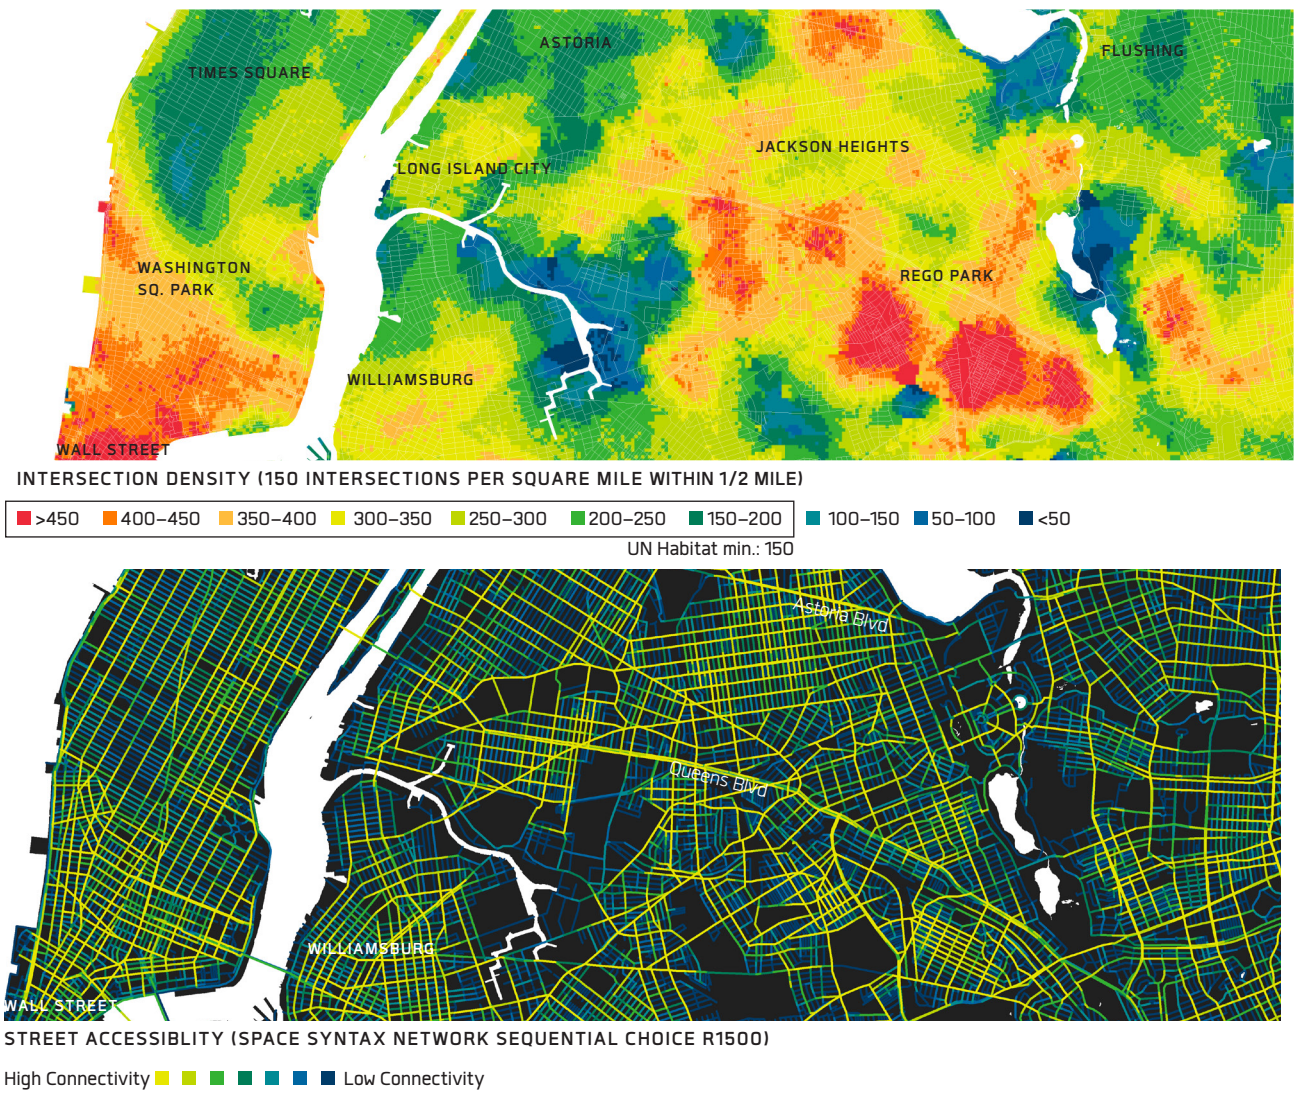 ASTORIA
FLUSHING
TIMES SQUARE
JACKSON HEIGHTS
LONG ISLAND CITY
WASHINGTON
SQ. PARK
REGO PARK
WILLIAMSBURG
WALL STREET
INTERSECTION DENSITY (150 INTERSECTIONS PER SQUARE MILE WITHIN 1/2 MILE)
>450 400–450 350–400 300–350 250–300 200–250 150–200 100–150 50–100 <50
UN Habitat min.: 150
Astoria Blvd
Queens Blvd
WILLIAMSBURG
WALL STREET
STREET ACCESSIBLITY (SPACE SYNTAX NETWORK SEQUENTIAL CHOICE R1500)
High Connectivity Low Connectivity